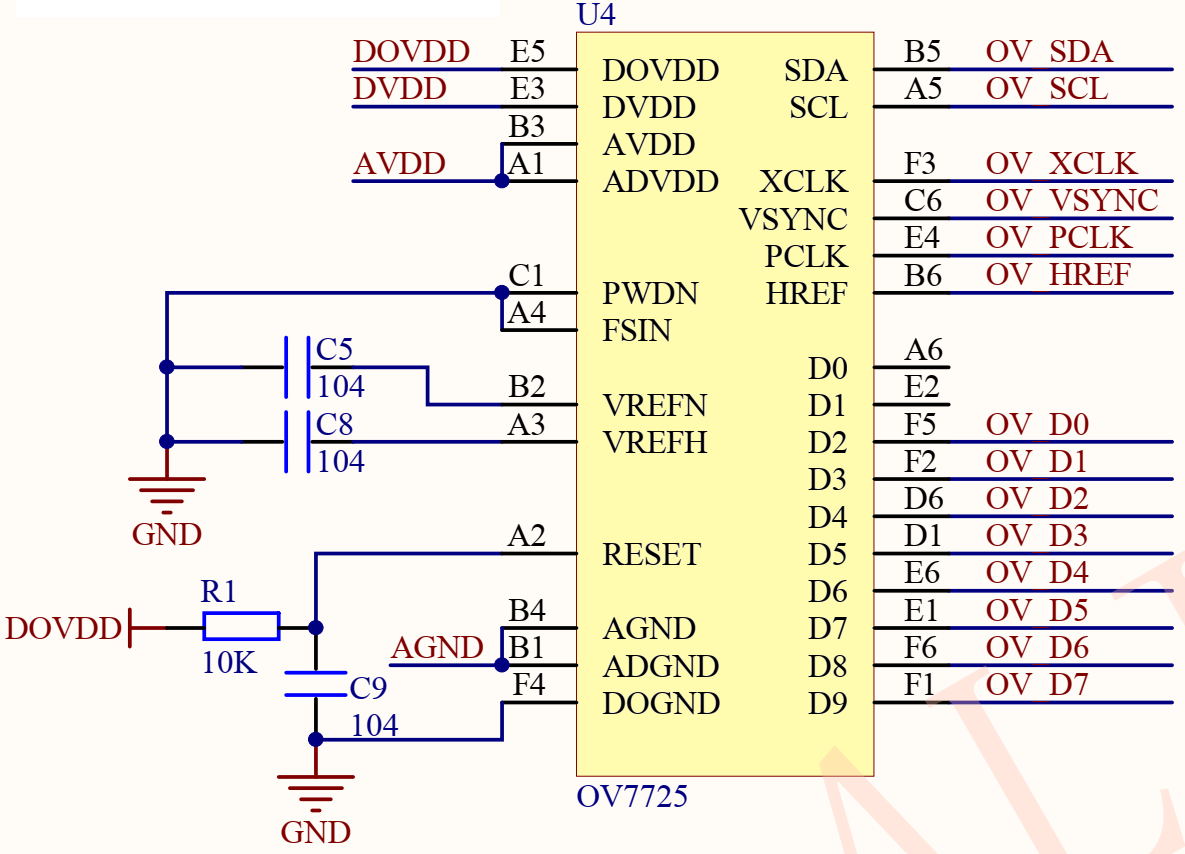 U4
DOVDD E5 DOVDD SDA B5 OV_SDA
DVDD E3 DVDD SCL A5 OV_SCL
B3 AVDD
AVDD A1 ADVDD XCLK F3 OV_XCLK
VSYNC C6 OV_VSYNC
PCLK E4 OV_PCLK
C1 PWDN HREF B6 OV_HREF
A4 FSIN
C5 D0 A6
104 B2 VREFN D1 E2
C8 A3 VREFH D2 F5 OV_D0
104 D3 F2 OV_D1
D4 D6 OV_D2
GND A2 RESET D5 D1 OV_D3
R1 D6 E6 OV_D4
DOVDD B4 AGND D7 E1 OV_D5
10K AGND B1 ADGND D8 F6 OV_D6
C9 F4 DOGND D9 F1 OV_D7
104
OV7725
GND